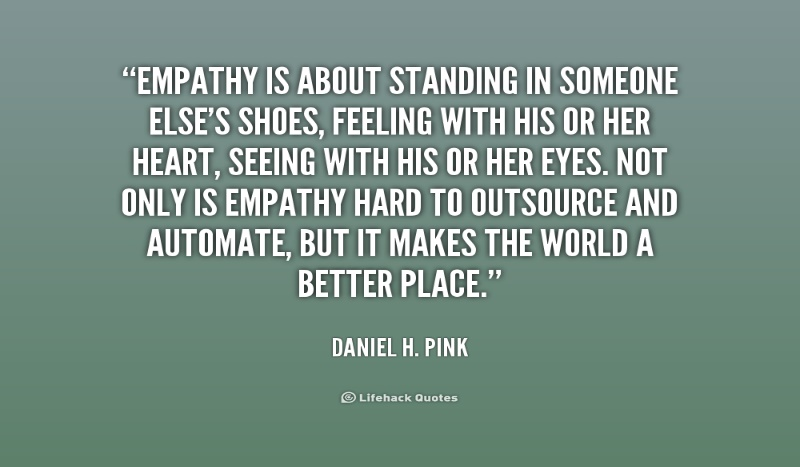 “EMPATHY IS ABOUT STANDING IN SOMEONE
ELSE’S SHOES, FEELING WITH HIS OR HER
HEART, SEEING WITH HIS OR HER EYES. NOT
ONLY IS EMPATHY HARD TO OUTSOURCE AND
AUTOMATE, BUT IT MAKES THE WORLD A
BETTER PLACE.”
DANIEL H. PINK
Lifehack Quotes